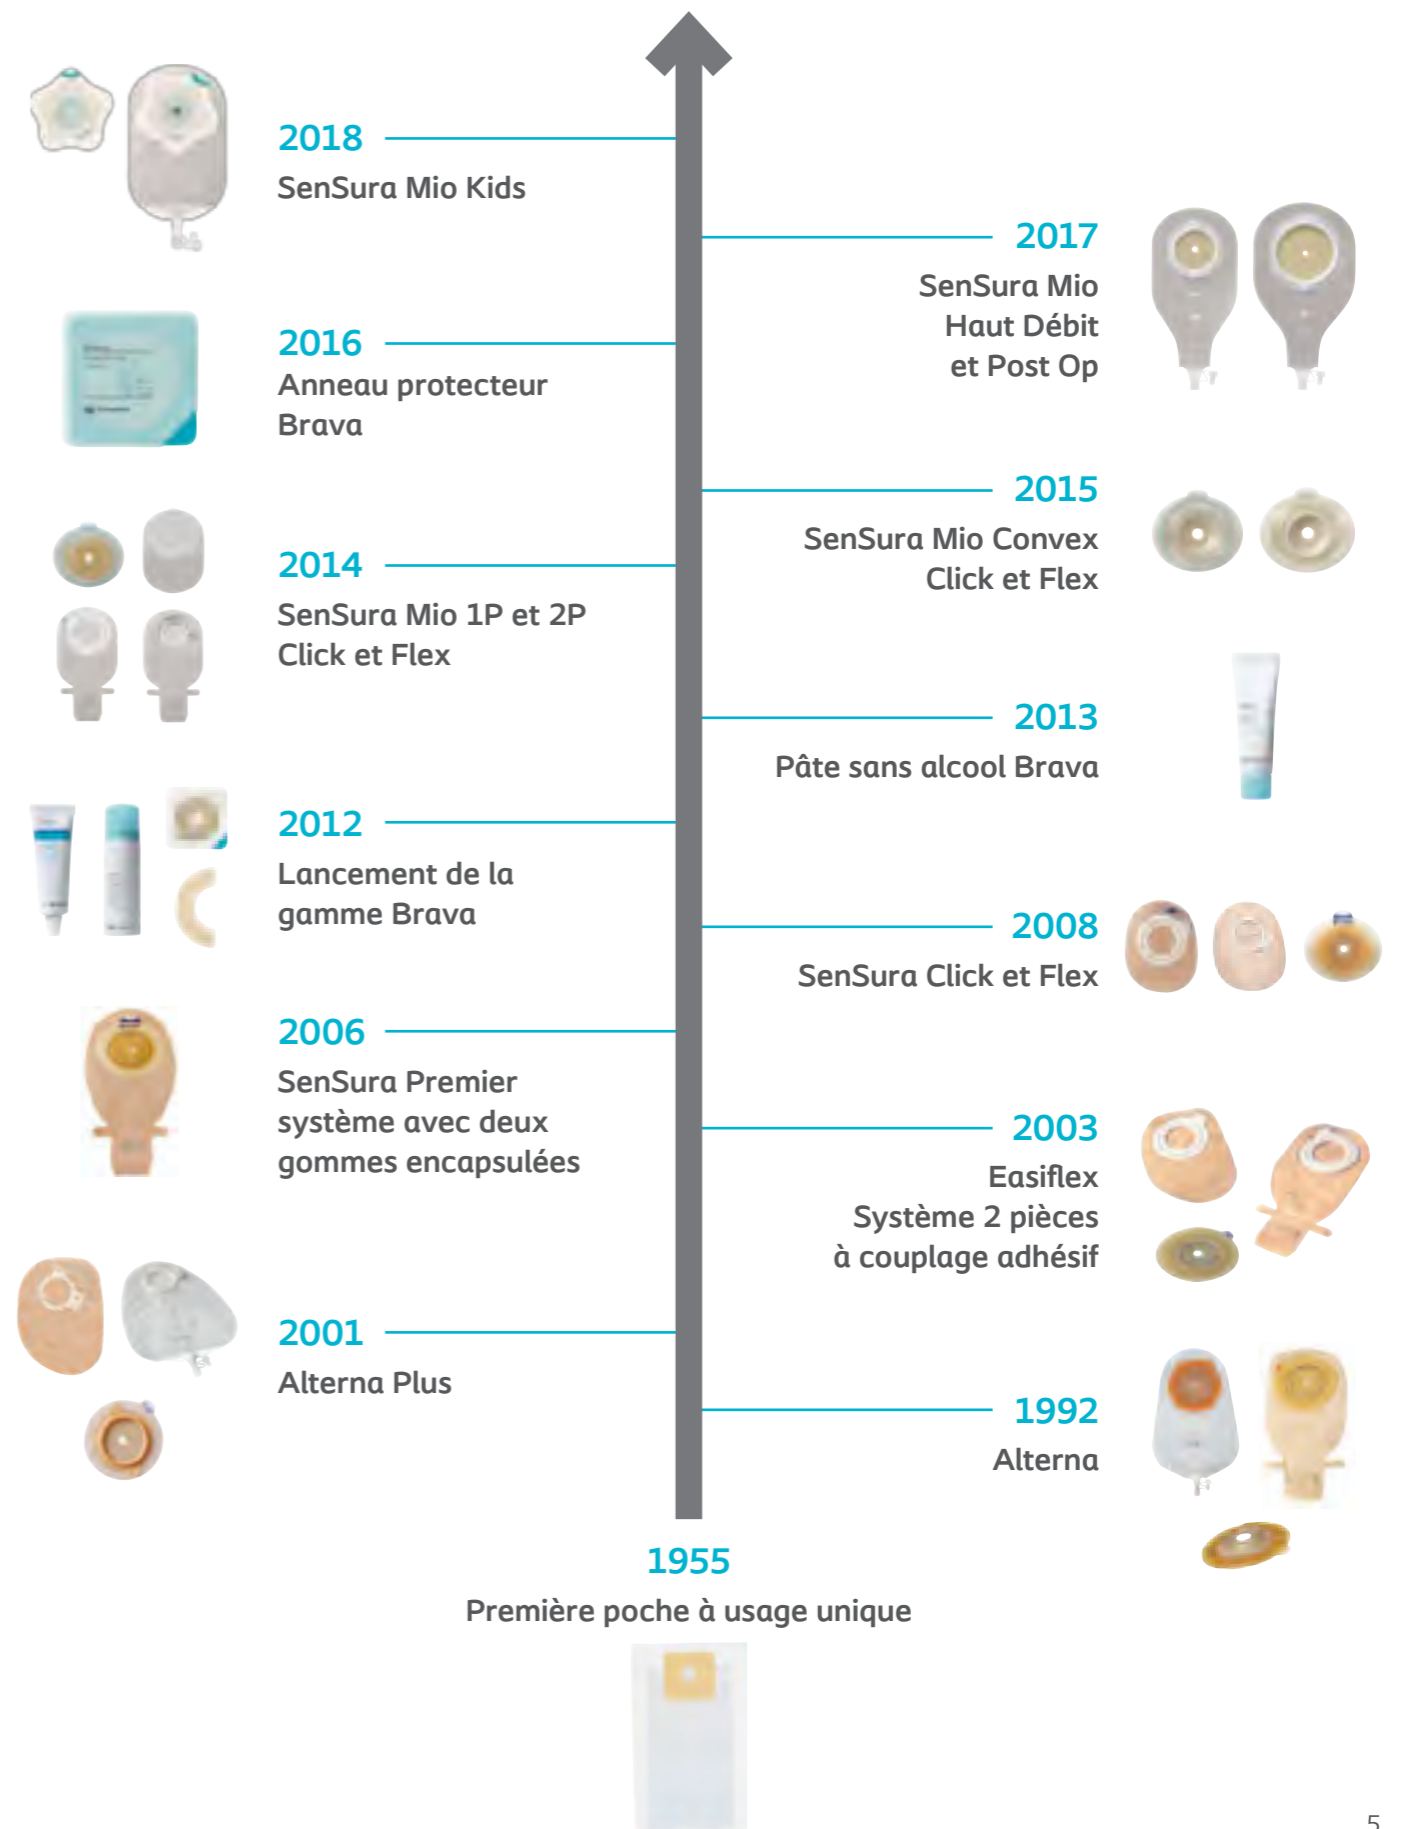 2018
SenSura Mio Kids
2017
SenSura Mio
Haut Débit
et Post Op
2016
Anneau protecteur
Brava
2015
SenSura Mio Convex
Click et Flex
2014
SenSura Mio 1P et 2P
Click et Flex
2013
Pâte sans alcool Brava
2012
Lancement de la
gamme Brava
2008
SenSura Click et Flex
2006
SenSura Premier
système avec deux
gommes encapsulées
2003
Easiflex
Système 2 pièces
à couplage adhésif
2001
Alterna Plus
1992
Alterna
1955
Première poche à usage unique
5